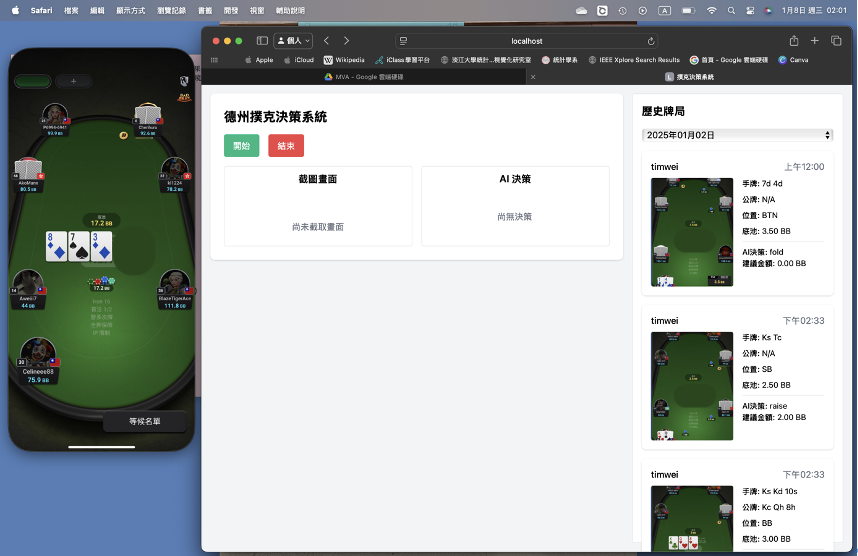 Safari 檔案 編輯 顯示方式 瀏覽記錄 書籤 開發 視窗 輔助說明
A
1月8日 週三 02:01
個人
localhost
Apple iCloud Wikipedia iClass學習平台 淡江大學統計...視覺化研究室 統計學系 IEEE Xplore Search Results 首頁 - Google 雲端硬碟 Canva
MVA - Google 雲端硬碟
L 撲克決策系統
德州撲克決策系統
開始 結束
截圖畫面
尚未截取畫面
AI 決策
尚無決策
歷史牌局
2025年01月02日
timwei 上午12:00
手牌: 7d 4d
公牌: N/A
位置: BTN
底池: 3.50 BB
AI決策: fold
建議金額: 0.00 BB
timwei 下午02:33
手牌: Ks Tc
公牌: N/A
位置: SB
底池: 2.50 BB
AI決策: raise
建議金額: 2.00 BB
timwei 下午02:33
手牌: Ks Kd 10s
公牌: Kc Qh 8h
位置: BB
底池: 3.00 BB
93.9 BB
92.6 BB
AkoMano
80.5 BB
kl1224
78.2 BB
17.2 BB
8 7 3
17.2 BB
44 BB
BlazeTigerAce
111.8 BB
30
Celineee88
75.9 BB
等候名單